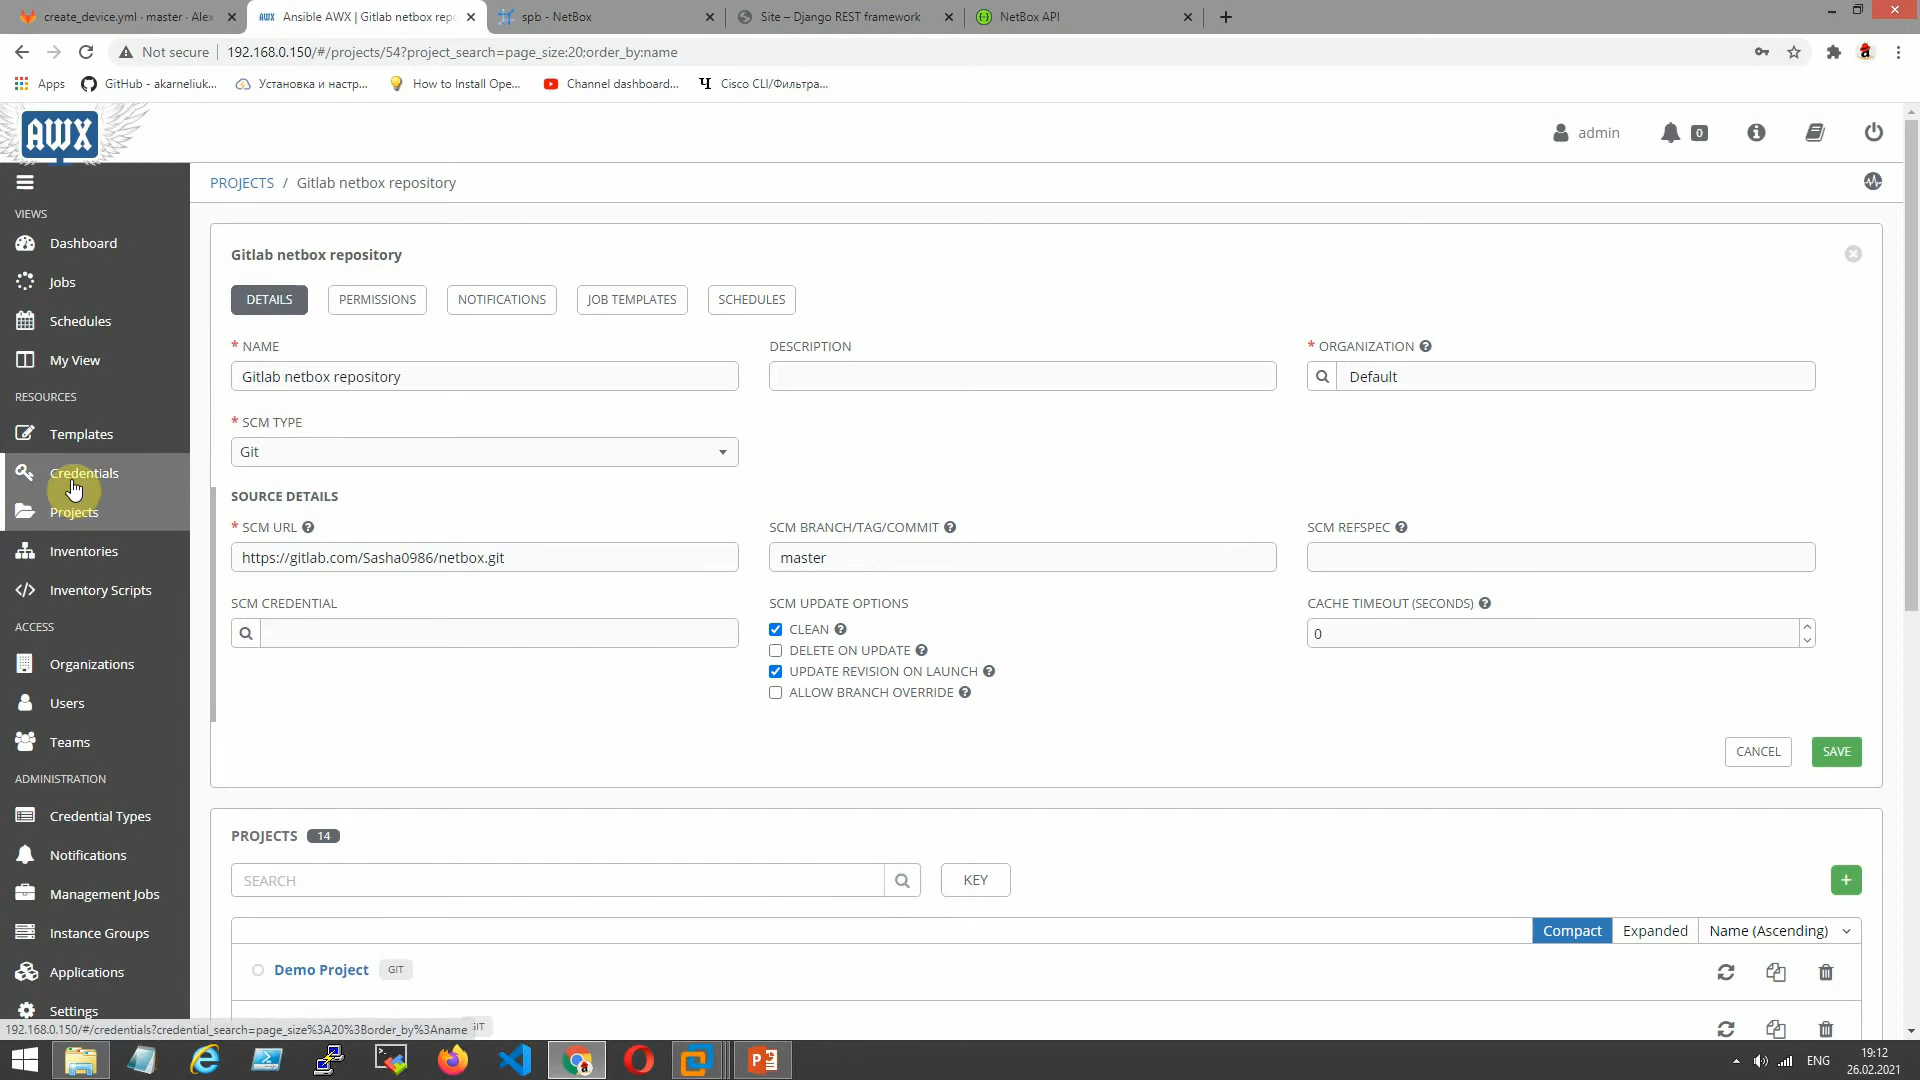 create_device.yml · master · Alex
AWX Ansible AWX | Gitlab netbox repo
spb - NetBox
Site – Django REST framework
NetBox API
Not secure 192.168.0.150/#/projects/54?project_search=page_size:20;order_by:name
Apps GitHub - akarneliuk... Установка и настр... How to Install Ope... Channel dashboard... Ч Cisco CLI/Фильтра...
AWX
admin 0
PROJECTS / Gitlab netbox repository
VIEWS
Dashboard
Jobs
Schedules
My View
RESOURCES
Templates
Credentials
Projects
Inventories
Inventory Scripts
ACCESS
Organizations
Users
Teams
ADMINISTRATION
Credential Types
Notifications
Management Jobs
Instance Groups
Applications
Settings
Gitlab netbox repository
DETAILS PERMISSIONS NOTIFICATIONS JOB TEMPLATES SCHEDULES
* NAME DESCRIPTION * ORGANIZATION
Gitlab netbox repository Default
* SCM TYPE
Git
SOURCE DETAILS
* SCM URL SCM BRANCH/TAG/COMMIT SCM REFSPEC
https://gitlab.com/Sasha0986/netbox.git master
SCM CREDENTIAL SCM UPDATE OPTIONS CACHE TIMEOUT (SECONDS)
CLEAN
0
DELETE ON UPDATE
UPDATE REVISION ON LAUNCH
ALLOW BRANCH OVERRIDE
CANCEL SAVE
PROJECTS 14
SEARCH KEY +
Compact Expanded Name (Ascending)
Demo Project GIT
192.168.0.150/#/credentials?credential_search=page_size%3A20%3Border_by%3Aname
ENG
19:12
26.02.2021